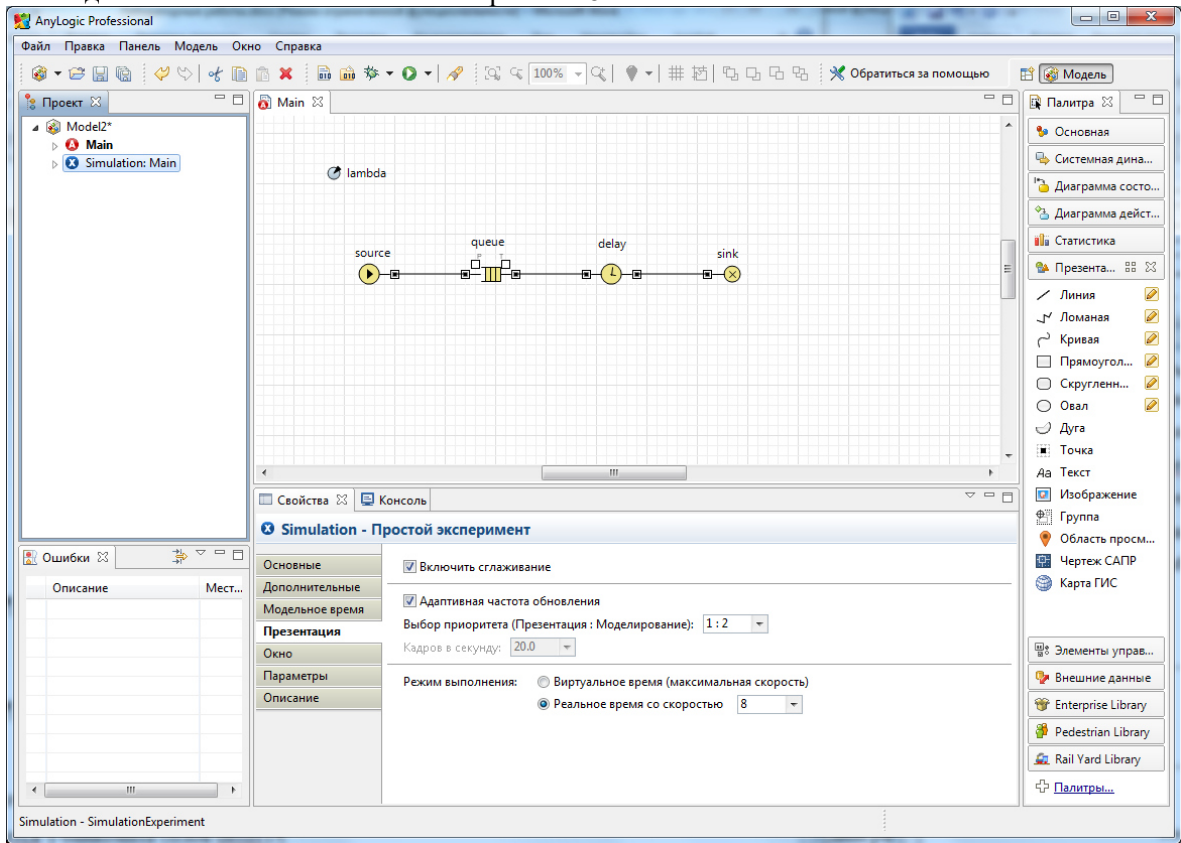 AnyLogic Professional
Файл Правка Панель Модель Окно Справка
100% Обратиться за помощью Модель
Проект
Model2*
Main
Simulation: Main
Main
lambda
source
queue
P T
delay
sink
Свойства Консоль
Simulation - Простой эксперимент
Основные
Дополнительные
Модельное время
Презентация
Окно
Параметры
Описание
Включить сглаживание
Адаптивная частота обновления
Выбор приоритета (Презентация : Моделирование): 1 : 2
Кадров в секунду: 20.0
Режим выполнения: Виртуальное время (максимальная скорость)
Реальное время со скоростью 8
Ошибки
Описание Мест...
Палитра
Основная
Системная дина...
Диаграмма состо...
Диаграмма дейст...
Статистика
Презента...
Линия
Ломаная
Кривая
Прямоугол...
Скругленн...
Овал
Дуга
Точка
Aa Текст
Изображение
Группа
Область просм...
Чертеж САПР
Карта ГИС
Элементы управ...
Внешние данные
Enterprise Library
Pedestrian Library
Rail Yard Library
Палитры...
Simulation - SimulationExperiment